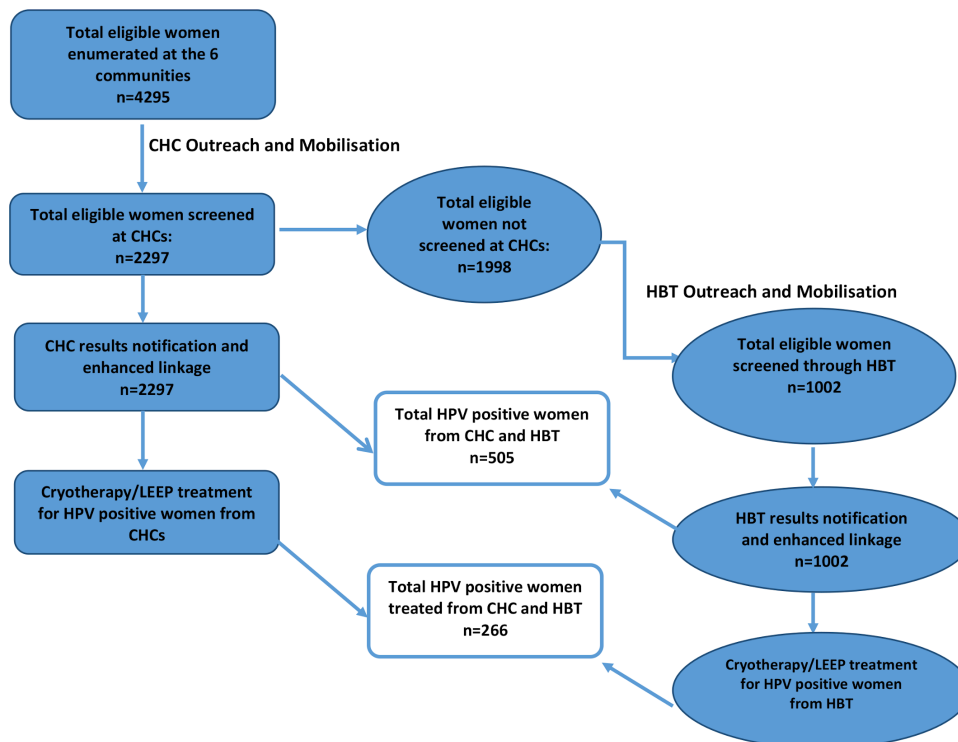 Total eligible women
enumerated at the 6
communities
n=4295
CHC Outreach and Mobilisation
Total eligible women screened
at CHCs:
n=2297
Total eligible
women not
screened at CHCs:
n=1998
HBT Outreach and Mobilisation
Total eligible women
screened through HBT
n=1002
CHC results notification and
enhanced linkage
n=2297
Total HPV positive women
from CHC and HBT
n=505
Cryotherapy/LEEP treatment
for HPV positive women from
CHCs
HBT results notification
and enhanced linkage
n=1002
Total HPV positive women
treated from CHC and HBT
n=266
Cryotherapy/LEEP treatment
for HPV positive women
from HBT